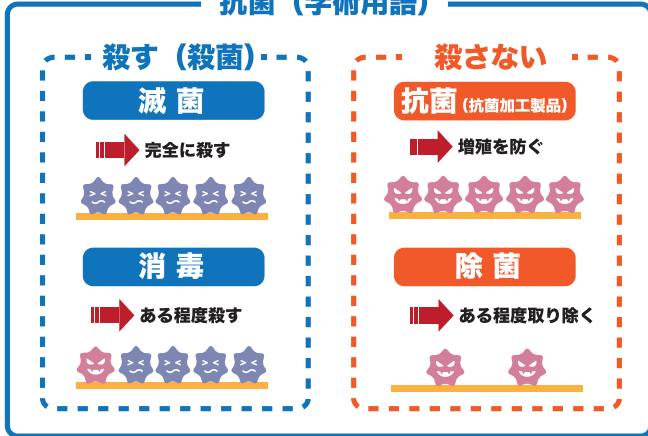 抗菌（学術用語）
殺す（殺菌）
滅菌
完全に殺す
消毒
ある程度殺す
殺さない
抗菌（抗菌加工製品）
増殖を防ぐ
除菌
ある程度取り除く